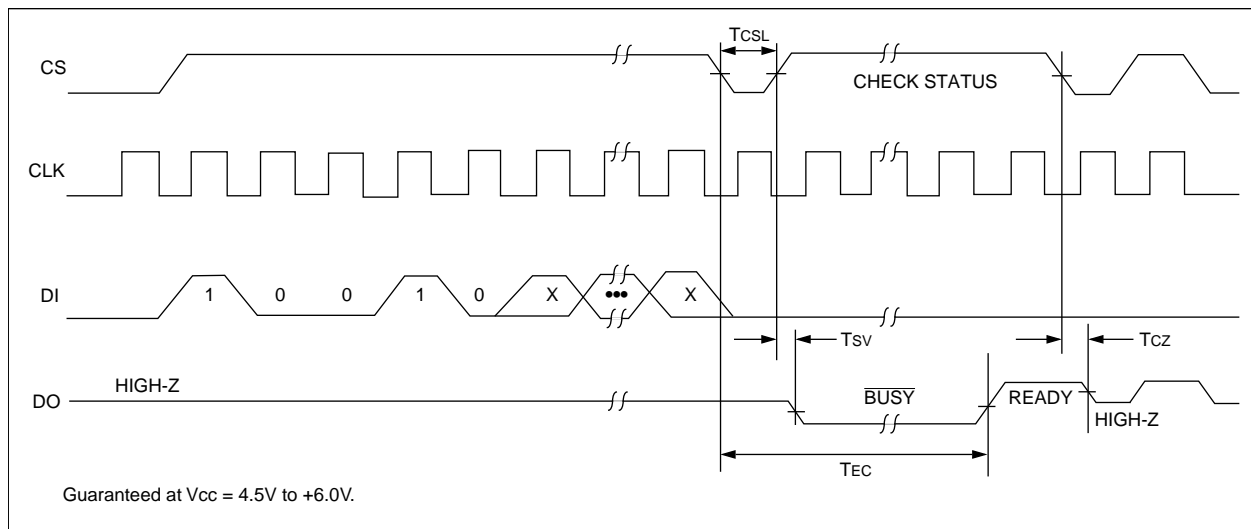 TCSL
CS
CHECK STATUS
CLK
DI
1 0 0 1 0 X ••• X
TSV
TCZ
HIGH-Z
DO
BUSY
READY
HIGH-Z
TEC
Guaranteed at Vcc = 4.5V to +6.0V.